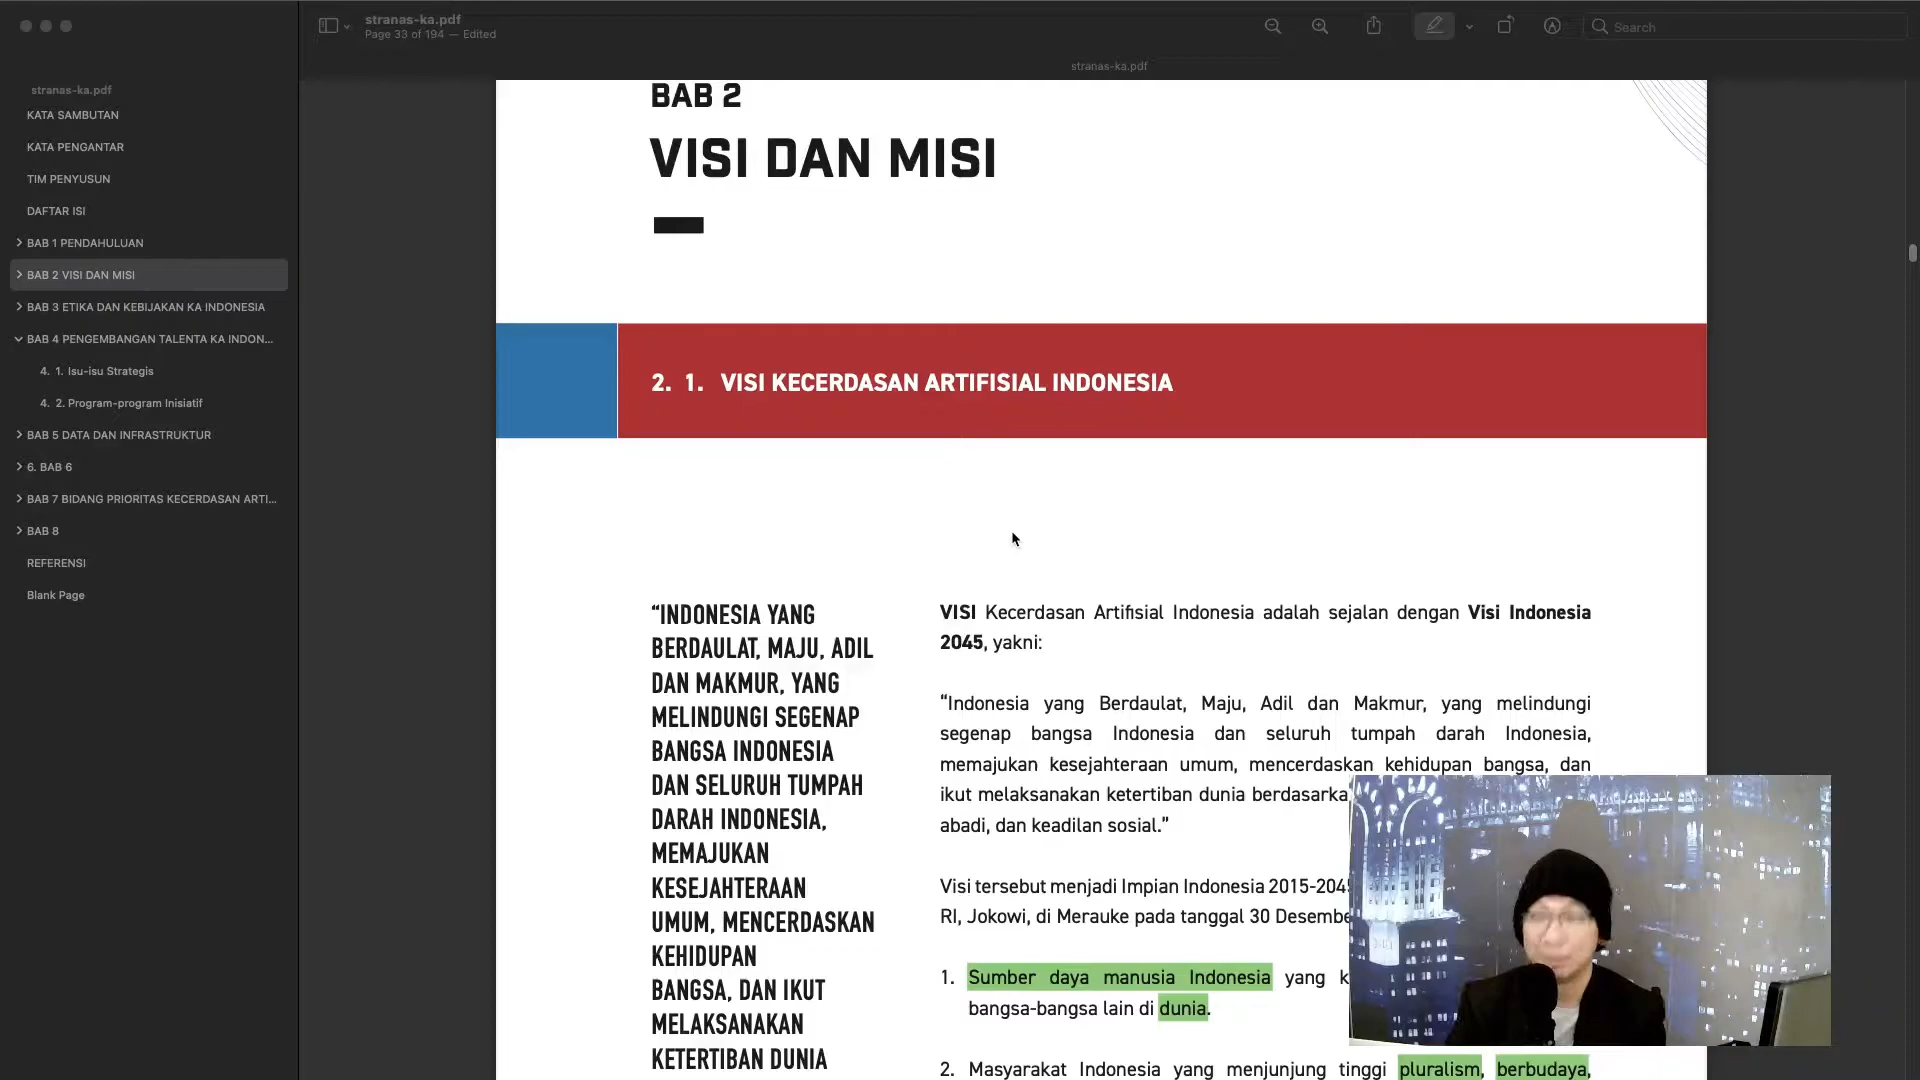 stranas-ka.pdf
Page 33 of 194 — Edited
Search
stranas-ka.pdf
stranas-ka.pdf
KATA SAMBUTAN
KATA PENGANTAR
TIM PENYUSUN
DAFTAR ISI
BAB 1 PENDAHULUAN
BAB 2 VISI DAN MISI
BAB 3 ETIKA DAN KEBIJAKAN KA INDONESIA
BAB 4 PENGEMBANGAN TALENTA KA INDON...
4. 1. Isu-isu Strategis
4. 2. Program-program Inisiatif
BAB 5 DATA DAN INFRASTRUKTUR
6. BAB 6
BAB 7 BIDANG PRIORITAS KECERDASAN ARTI...
BAB 8
REFERENSI
Blank Page
BAB 2
VISI DAN MISI
2. 1. VISI KECERDASAN ARTIFISIAL INDONESIA
“INDONESIA YANG
BERDAULAT, MAJU, ADIL
DAN MAKMUR, YANG
MELINDUNGI SEGENAP
BANGSA INDONESIA
DAN SELURUH TUMPAH
DARAH INDONESIA,
MEMAJUKAN
KESEJAHTERAAN
UMUM, MENCERDASKAN
KEHIDUPAN
BANGSA, DAN IKUT
MELAKSANAKAN
KETERTIBAN DUNIA
VISI Kecerdasan Artifisial Indonesia adalah sejalan dengan Visi Indonesia
2045, yakni:
“Indonesia yang Berdaulat, Maju, Adil dan Makmur, yang melindungi
segenap bangsa Indonesia dan seluruh tumpah darah Indonesia,
memajukan kesejahteraan umum, mencerdaskan kehidupan bangsa, dan
ikut melaksanakan ketertiban dunia berdasarka
abadi, dan keadilan sosial.”
Visi tersebut menjadi Impian Indonesia 2015-2045
RI, Jokowi, di Merauke pada tanggal 30 Desembe
1. Sumber daya manusia Indonesia yang k
bangsa-bangsa lain di dunia.
2. Masyarakat Indonesia yang menjunjung tinggi pluralism, berbudaya,